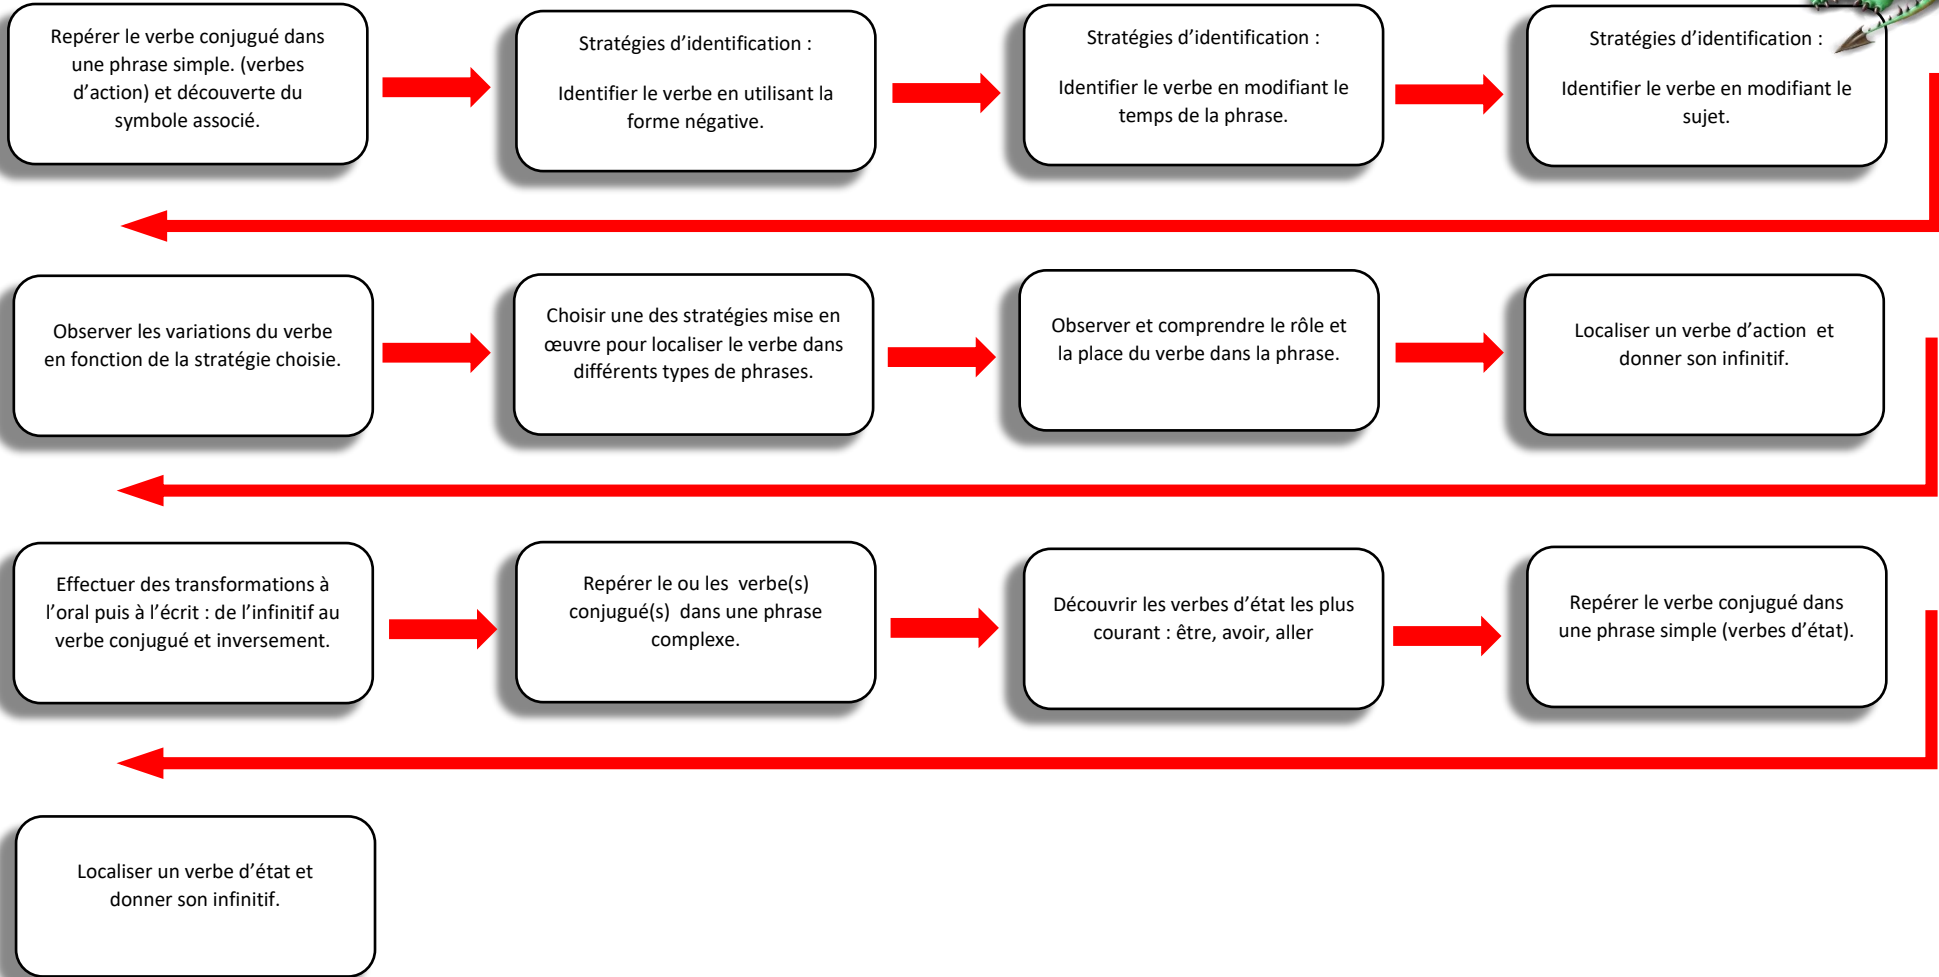 Repérer le verbe conjugué dans
une phrase simple. (verbes
d’action) et découverte du
symbole associé.
Stratégies d’identification :
Identifier le verbe en utilisant la
forme négative.
Stratégies d’identification :
Identifier le verbe en modifiant le
temps de la phrase.
Stratégies d’identification :
Identifier le verbe en modifiant le
sujet.
Observer les variations du verbe
en fonction de la stratégie choisie.
Choisir une des stratégies mise en
œuvre pour localiser le verbe dans
différents types de phrases.
Observer et comprendre le rôle et
la place du verbe dans la phrase.
Localiser un verbe d’action  et
donner son infinitif.
Effectuer des transformations à
l’oral puis à l’écrit : de l’infinitif au
verbe conjugué et inversement.
Repérer le ou les  verbe(s)
conjugué(s)  dans une phrase
complexe.
Découvrir les verbes d’état les plus
courant : être, avoir, aller
Repérer le verbe conjugué dans
une phrase simple (verbes d’état).
Localiser un verbe d’état et
donner son infinitif.